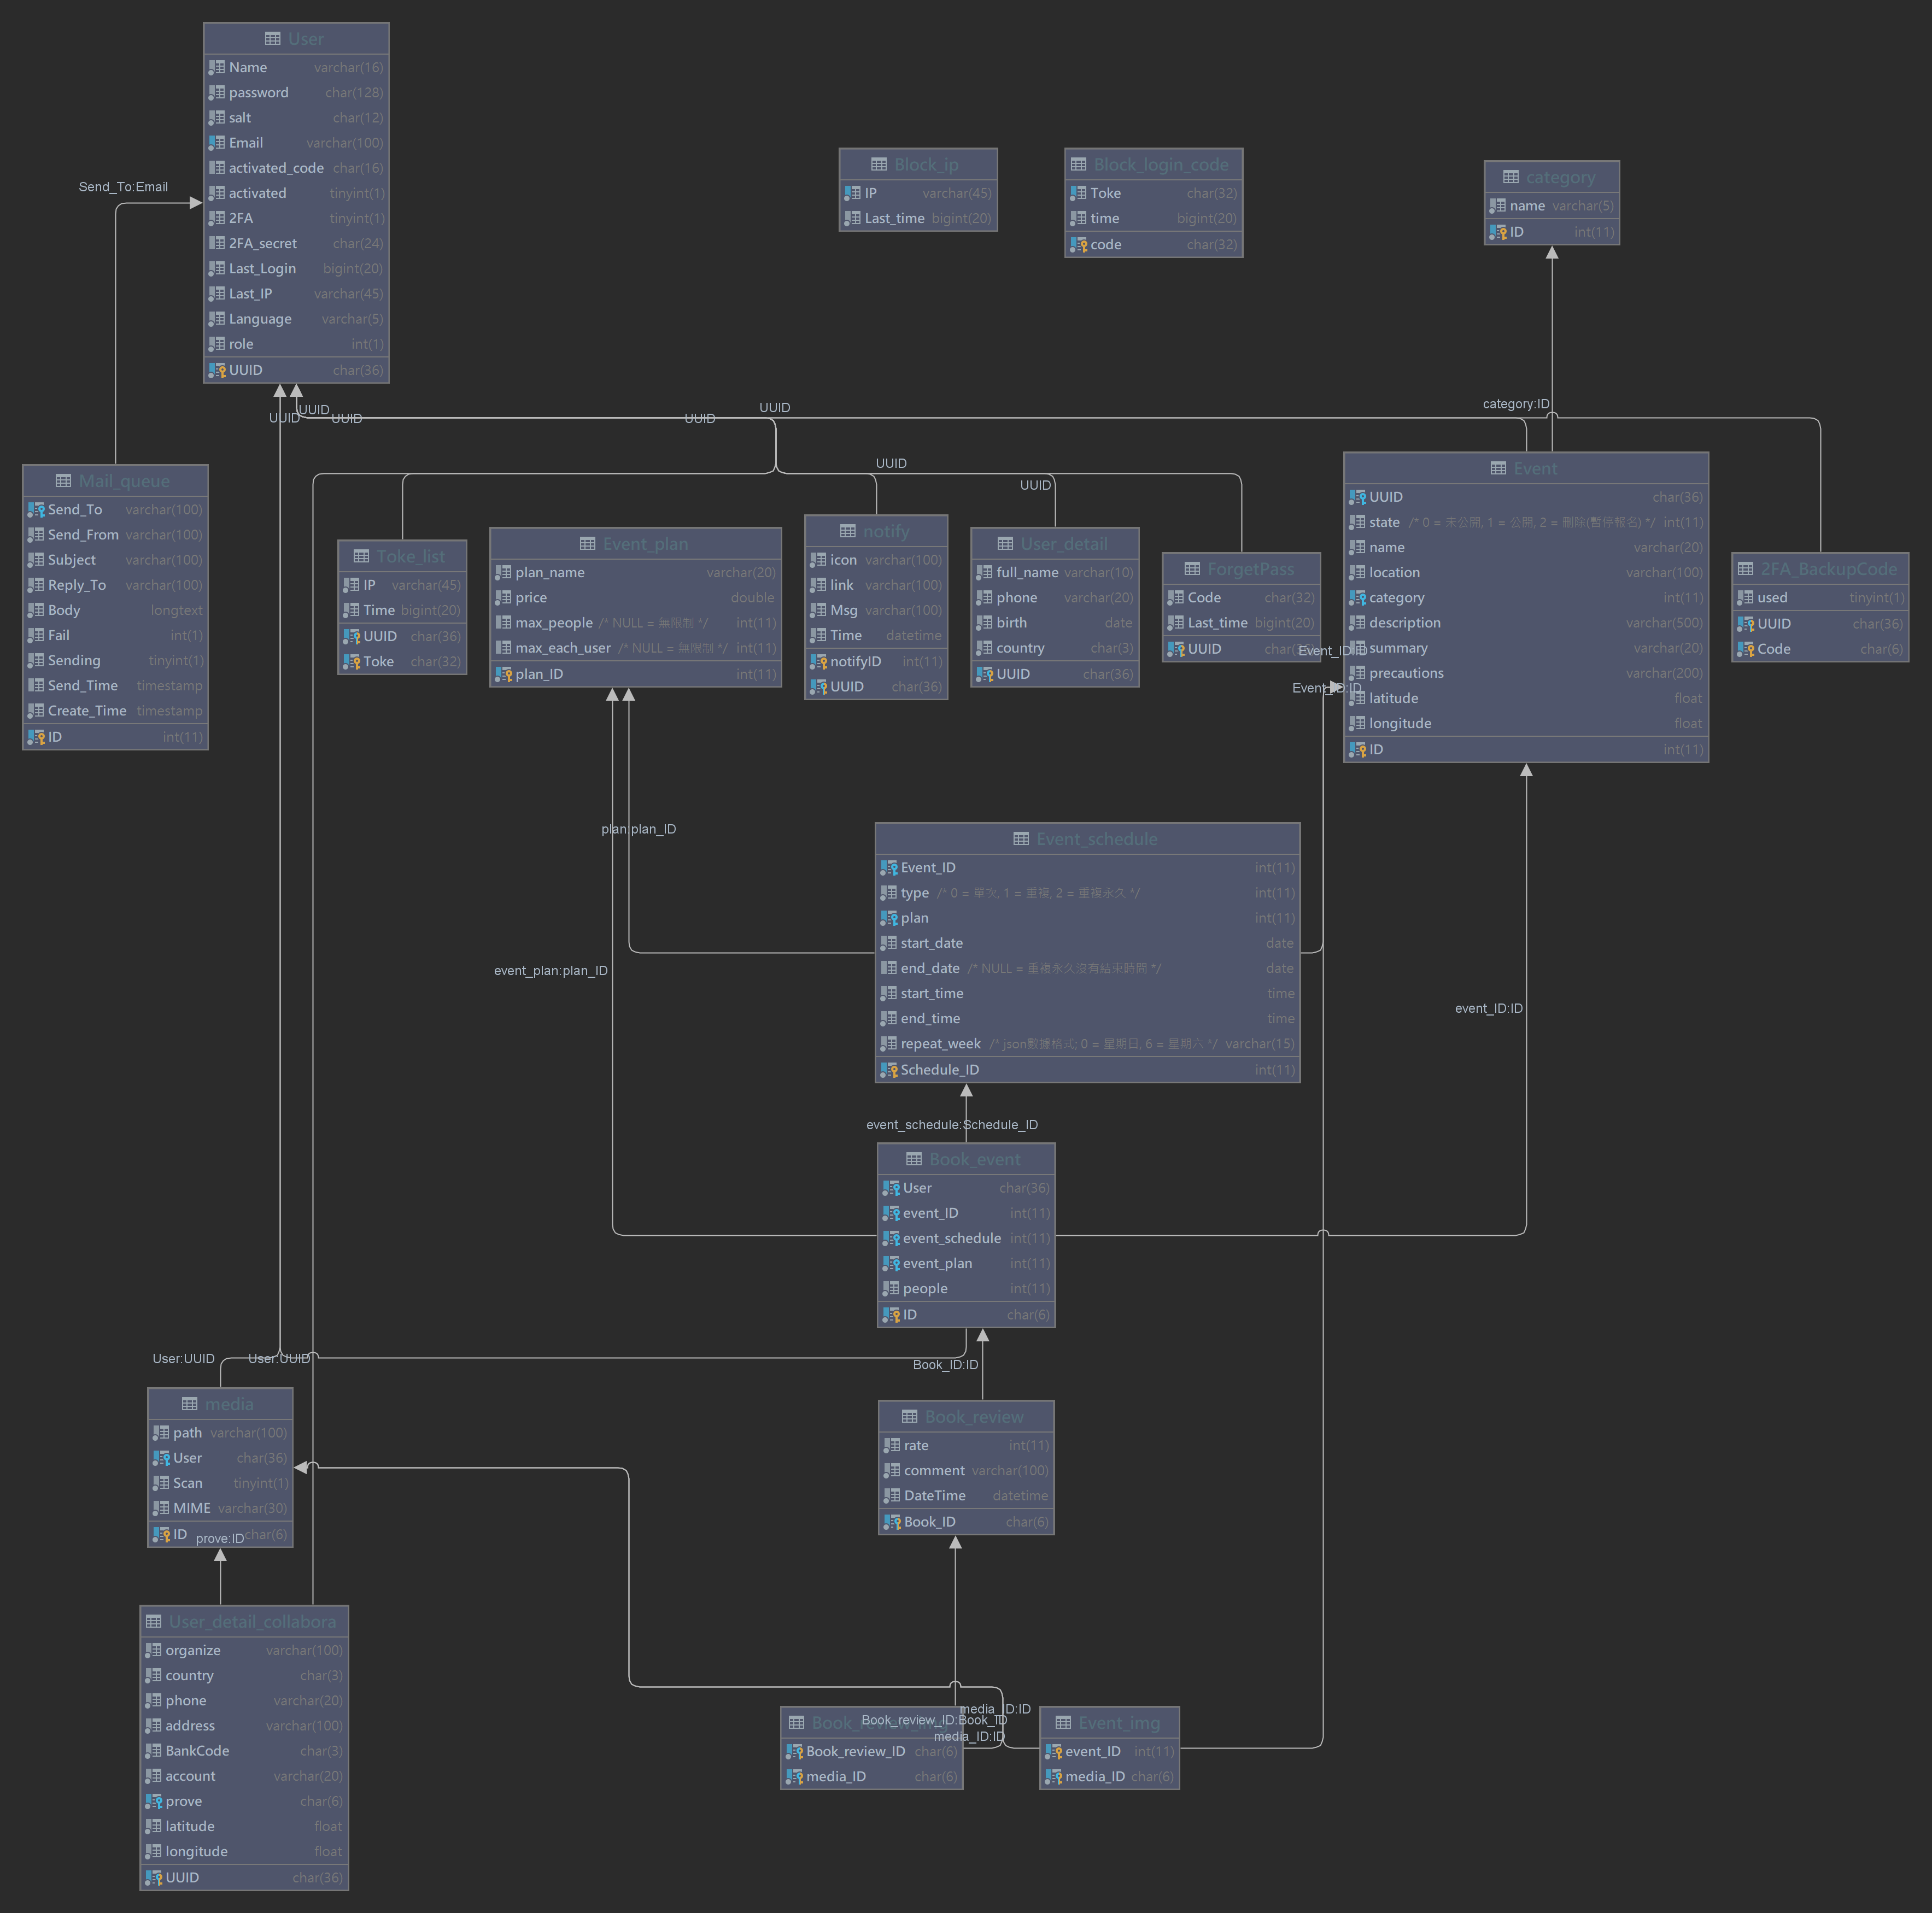 User
Name varchar(16)
password char(128)
salt char(12)
Email varchar(100)
activated_code char(16)
activated tinyint(1)
2FA tinyint(1)
2FA_secret char(24)
Last_Login bigint(20)
Last_IP varchar(45)
Language varchar(5)
role int(1)
UUID char(36)
Block_ip
IP varchar(45)
Last_time bigint(20)
Block_login_code
Toke char(32)
time bigint(20)
code char(32)
category
name varchar(5)
ID int(11)
Send_To:Email
UUID
UUID
UUID
UUID
UUID
category:ID
UUID
UUID
Mail_queue
Send_To varchar(100)
Send_From varchar(100)
Subject varchar(100)
Reply_To varchar(100)
Body longtext
Fail int(1)
Sending tinyint(1)
Send_Time timestamp
Create_Time timestamp
ID int(11)
Toke_list
IP varchar(45)
Time bigint(20)
UUID char(36)
Toke char(32)
Event_plan
plan_name varchar(20)
price double
max_people /* NULL = 無限制 */ int(11)
max_each_user /* NULL = 無限制 */ int(11)
plan_ID int(11)
notify
icon varchar(100)
link varchar(100)
Msg varchar(100)
Time datetime
notifyID int(11)
UUID char(36)
User_detail
full_name varchar(10)
phone varchar(20)
birth date
country char(3)
UUID char(36)
ForgetPass
Code char(32)
Last_time bigint(20)
UUID
Event_ID:ID
Event_ID:ID
Event
UUID char(36)
state /* 0 = 未公開, 1 = 公開, 2 = 刪除(暫停報名) */ int(11)
name varchar(20)
location varchar(100)
category int(11)
description varchar(500)
summary varchar(20)
precautions varchar(200)
latitude float
longitude float
ID int(11)
2FA_BackupCode
used tinyint(1)
UUID char(36)
Code char(6)
plan:plan_ID
event_plan:plan_ID
Event_schedule
Event_ID int(11)
type /* 0 = 單次, 1 = 重複, 2 = 重複永久 */ int(11)
plan int(11)
start_date date
end_date /* NULL = 重複永久沒有結束時間 */ date
start_time time
end_time time
repeat_week /* json數據格式; 0 = 星期日, 6 = 星期六 */ varchar(15)
Schedule_ID int(11)
event_ID:ID
event_schedule:Schedule_ID
Book_event
User char(36)
event_ID int(11)
event_schedule int(11)
event_plan int(11)
people int(11)
ID char(6)
User:UUID
User:UUID
Book_ID:ID
media
path varchar(100)
User char(36)
Scan tinyint(1)
MIME varchar(30)
ID char(6)
prove:ID
Book_review
rate int(11)
comment varchar(100)
DateTime datetime
Book_ID char(6)
User_detail_collabora
organize varchar(100)
country char(3)
phone varchar(20)
address varchar(100)
BankCode char(3)
account varchar(20)
prove char(6)
latitude float
longitude float
UUID char(36)
media_ID:ID
Book_review_ID:Book_ID
media_ID:ID
Book_review_img
Book_review_ID char(6)
media_ID char(6)
Event_img
event_ID int(11)
media_ID char(6)